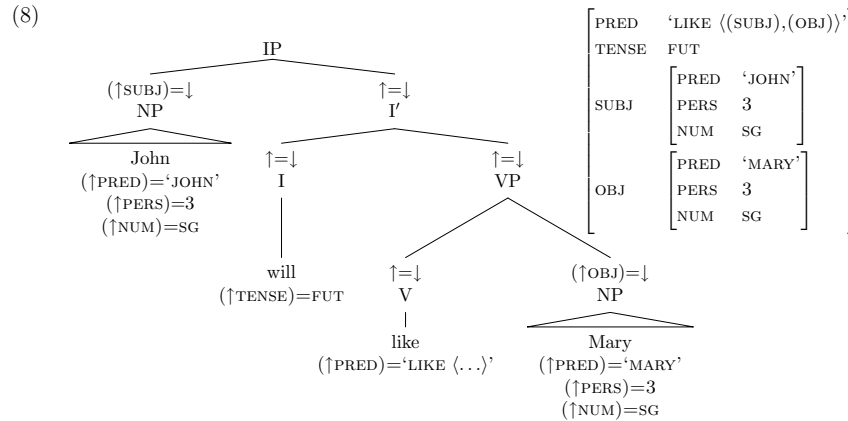 (8)
IP
(↑SUBJ)=↓ ↑=↓
NP I′
John
(↑PRED)=‘JOHN’
(↑PERS)=3
(↑NUM)=SG
↑=↓ ↑=↓
I VP
will
(↑TENSE)=FUT
↑=↓ (↑OBJ)=↓
V NP
like
(↑PRED)=‘LIKE ⟨...⟩’
Mary
(↑PRED)=‘MARY’
(↑PERS)=3
(↑NUM)=SG
PRED ‘LIKE ⟨(SUBJ),(OBJ)⟩’
TENSE FUT
PRED ‘JOHN’
SUBJ PERS 3
NUM SG
PRED ‘MARY’
OBJ PERS 3
NUM SG